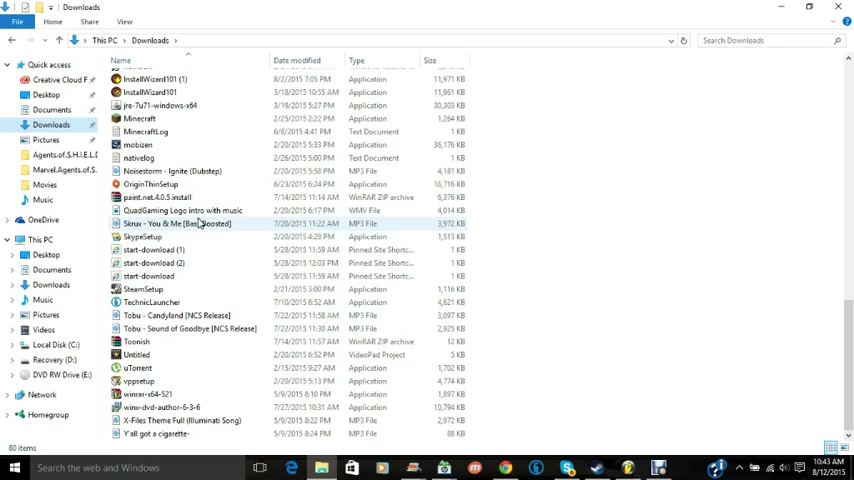 Downloads
File Home Share View
This PC > Downloads > Search Downloads
Name Date modified Type Size
Quick access
Creative Cloud F
Desktop
Documents
Downloads
Pictures
Agents.of.S.H.I.E.L.D
Marvel.Agents.of.S.
Movies
Music
OneDrive
This PC
Desktop
Documents
Downloads
Music
Pictures
Videos
Local Disk (C:)
Recovery (D:)
DVD RW Drive (E:)
Network
Homegroup
InstallWizard101 (1) 8/2/2015 7:05 PM Application 11,971 KB
InstallWizard101 3/18/2015 10:55 AM Application 11,961 KB
jre-7u71-windows-x64 3/19/2015 5:27 PM Application 30,303 KB
Minecraft 2/25/2015 2:22 PM Application 1,264 KB
MinecraftLog 6/8/2015 4:41 PM Text Document 1 KB
mobizen 2/20/2015 5:33 PM Application 36,176 KB
nativelog 2/26/2015 5:00 PM Text Document 1 KB
Noisestorm - Ignite (Dubstep) 2/20/2015 5:50 PM MP3 File 4,181 KB
OriginThinSetup 6/23/2015 6:24 PM Application 16,716 KB
paint.net.4.0.5.install 7/14/2015 11:14 AM WinRAR ZIP archive 6,376 KB
QuadGaming Logo intro with music 2/20/2015 6:17 PM WMV File 4,014 KB
Skrux - You & Me [Bass Boosted] 7/20/2015 11:22 AM MP3 File 3,972 KB
SkypeSetup 2/20/2015 4:28 PM Application 1,513 KB
start-download (1) 5/28/2015 11:59 AM Pinned Site Shortc... 1 KB
start-download (2) 5/28/2015 12:03 PM Pinned Site Shortc... 1 KB
start-download 5/28/2015 11:59 AM Pinned Site Shortc... 1 KB
SteamSetup 2/21/2015 3:00 PM Application 1,116 KB
TechnicLauncher 7/10/2015 8:52 AM Application 4,621 KB
Tobu - Candyland [NCS Release] 7/22/2015 11:58 AM MP3 File 3,097 KB
Tobu - Sound of Goodbye [NCS Release] 7/22/2015 11:30 AM MP3 File 2,925 KB
Toonish 7/14/2015 11:57 AM WinRAR ZIP archive 12 KB
Untitled 2/20/2015 6:52 PM VideoPad Project 5 KB
uTorrent 2/15/2015 9:27 AM Application 1,702 KB
vppsetup 2/20/2015 5:13 PM Application 4,774 KB
winrar-x64-521 5/9/2015 8:10 PM Application 1,897 KB
winx-dvd-author-6-3-6 7/27/2015 10:31 AM Application 10,794 KB
X-Files Theme Full (Illuminati Song) 5/9/2015 8:22 PM MP3 File 2,972 KB
Y'all got a cigarette- 5/9/2015 8:24 PM MP3 File 88 KB
80 items
Search the web and Windows
10:43 AM
8/12/2015